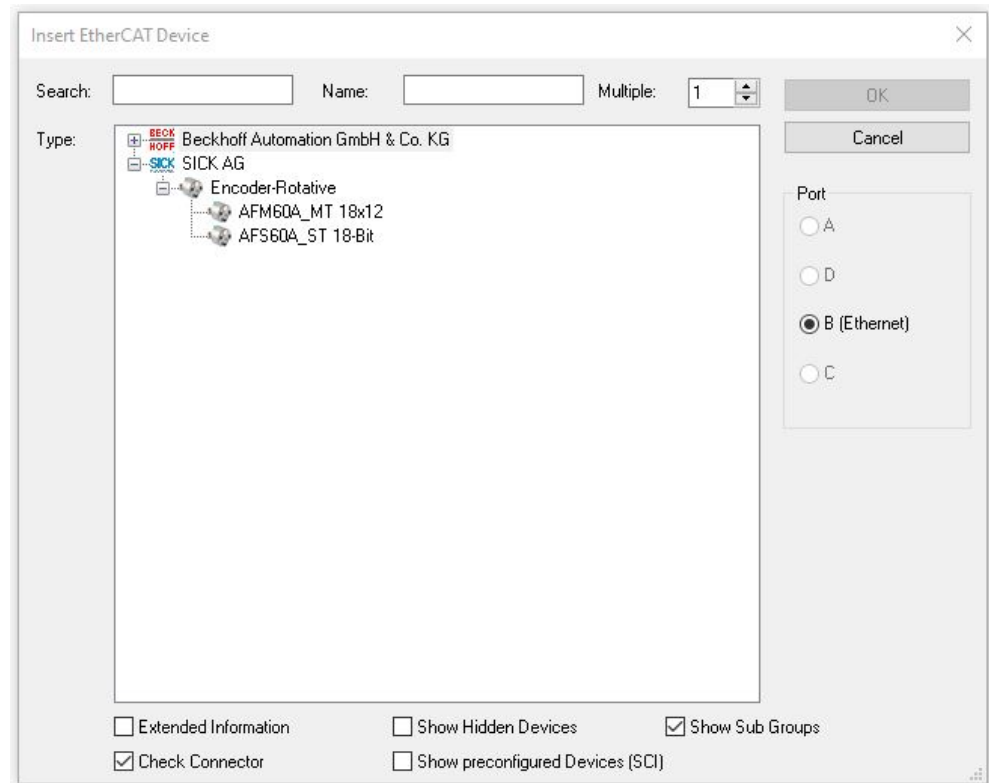 Insert EtherCAT Device
Search: Name: Multiple: 1 OK
Type: Cancel
BECK
HOFF Beckhoff Automation GmbH & Co. KG
SICK SICK AG
Encoder-Rotative
AFM60A_MT 18x12
AFS60A_ST 18-Bit
Port
A
D
B (Ethernet)
C
Extended Information Show Hidden Devices Show Sub Groups
Check Connector Show preconfigured Devices (SCI)